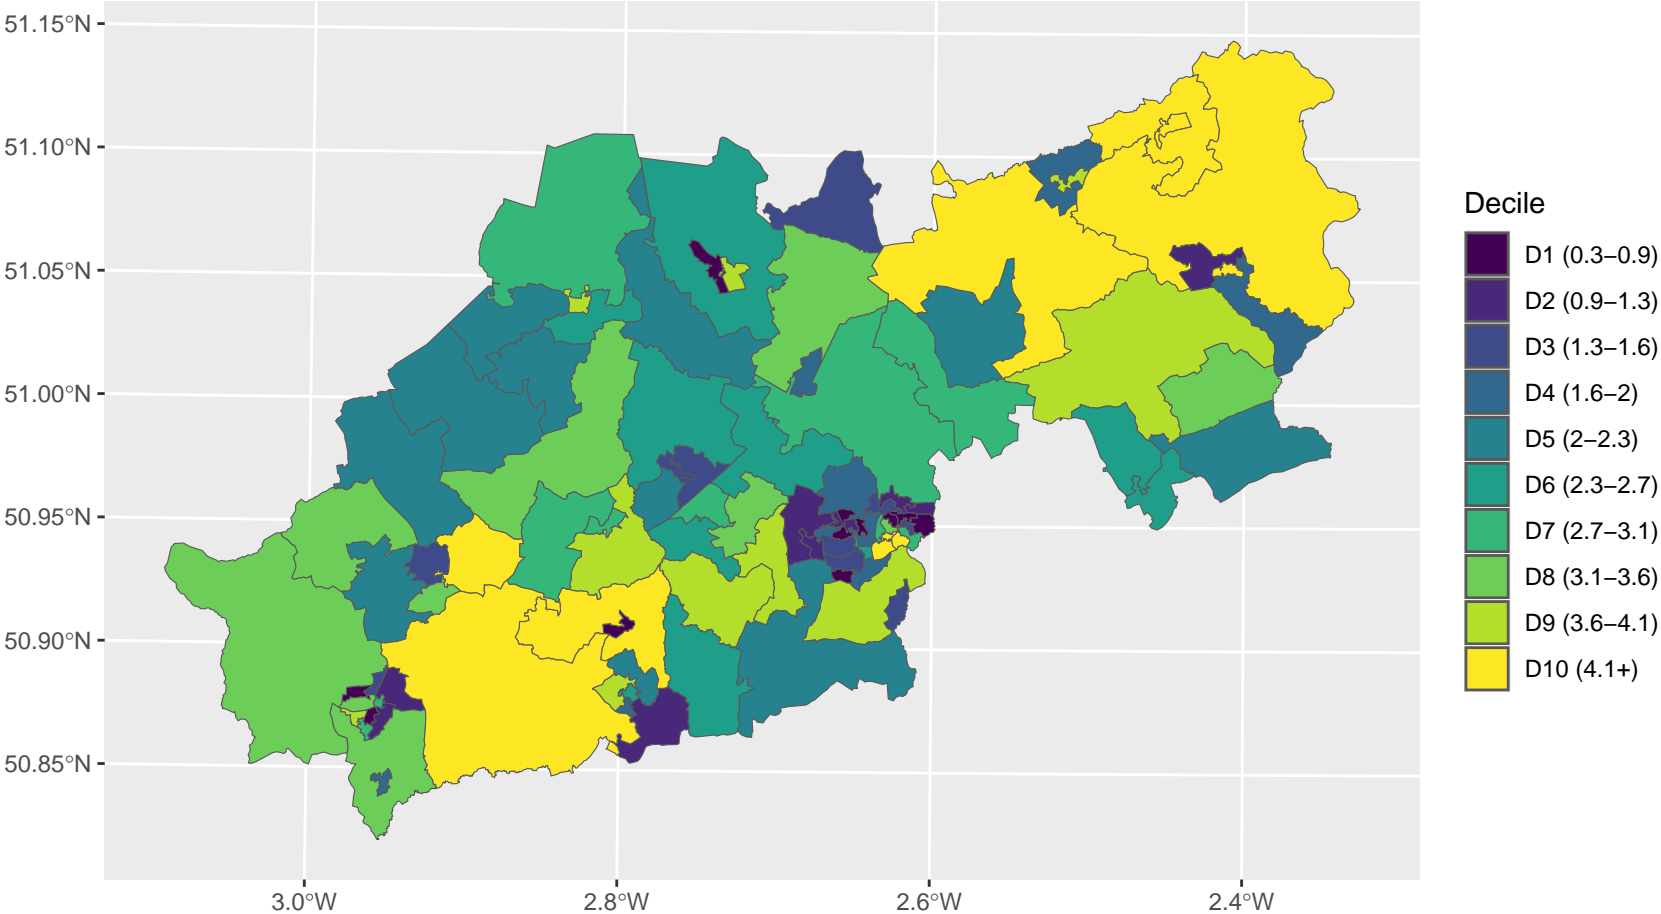 51.15°N
51.10°N
51.05°N
51.00°N
50.95°N
50.90°N
50.85°N
3.0°W
2.8°W
2.6°W
2.4°W
Decile
D1 (0.3–0.9)
D2 (0.9–1.3)
D3 (1.3–1.6)
D4 (1.6–2)
D5 (2–2.3)
D6 (2.3–2.7)
D7 (2.7–3.1)
D8 (3.1–3.6)
D9 (3.6–4.1)
D10 (4.1+)